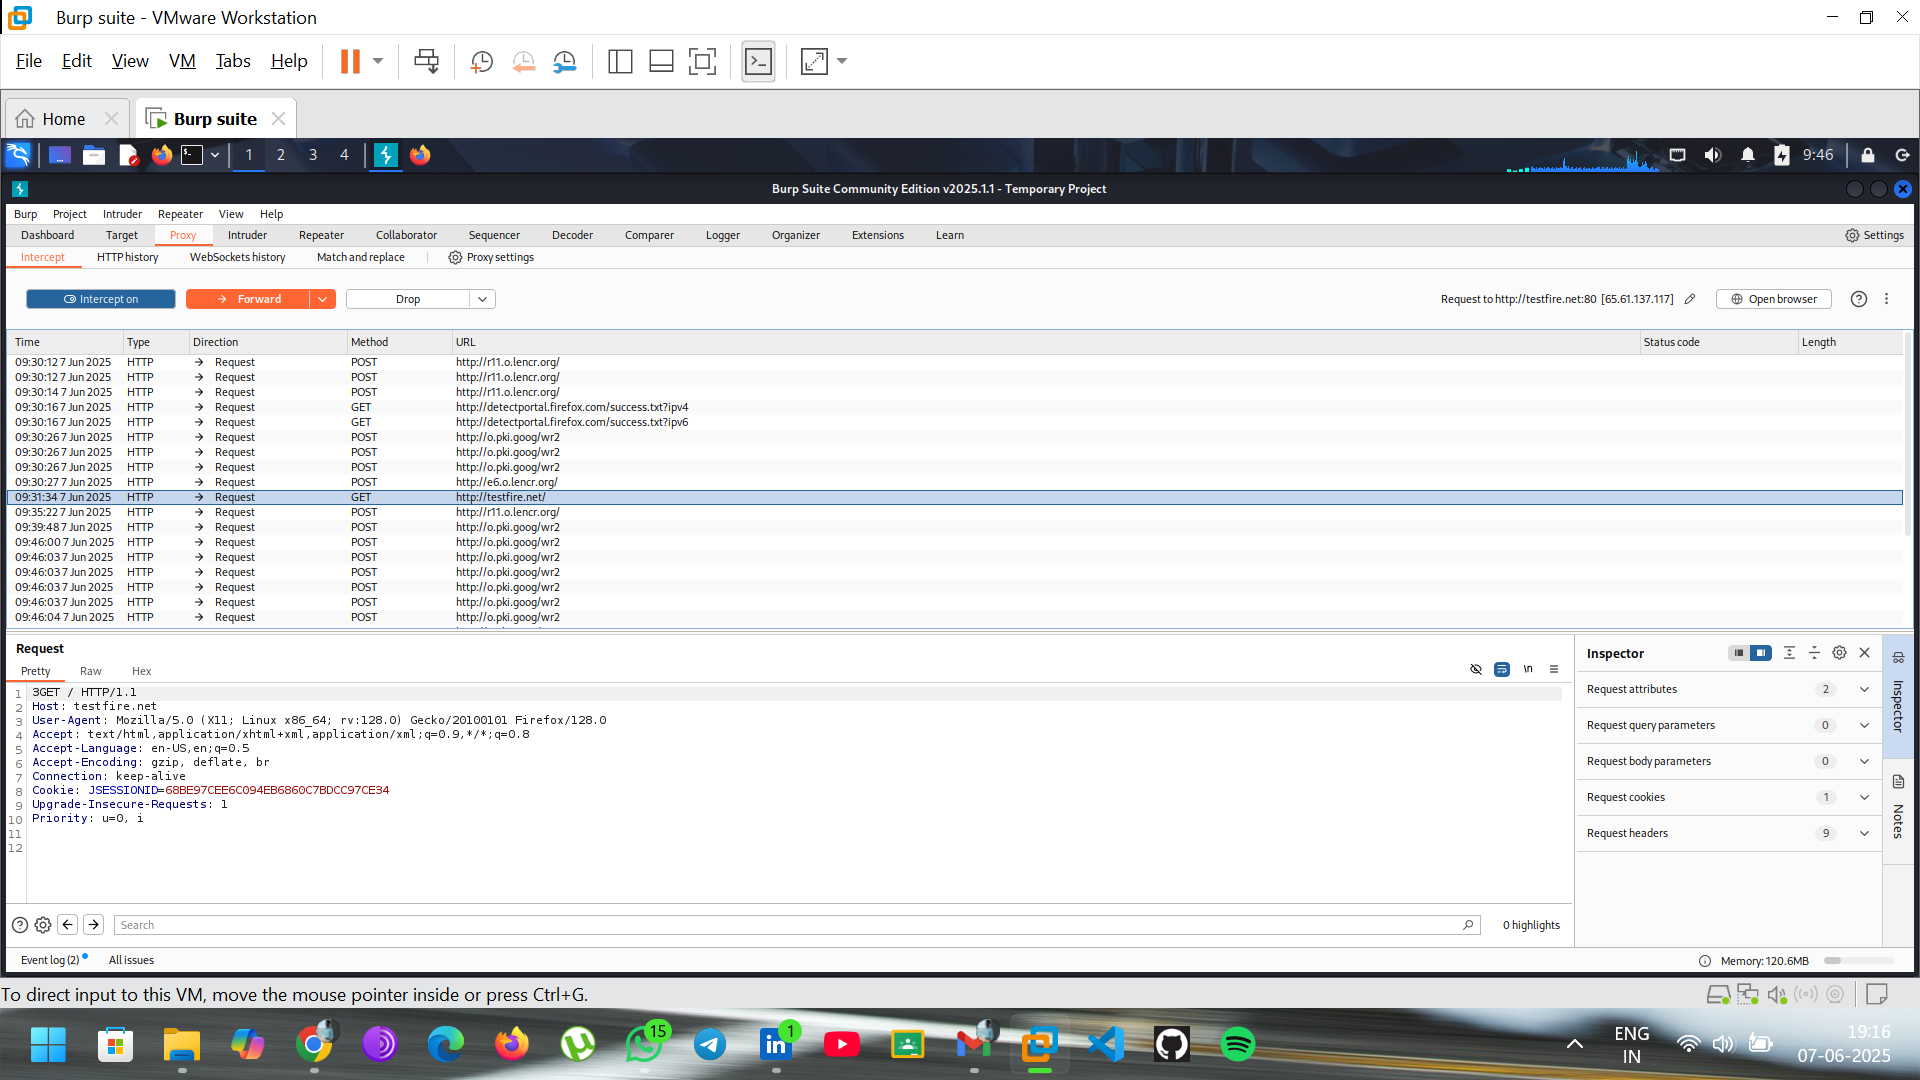 Burp suite - VMware Workstation
File Edit View VM Tabs Help
Home Burp suite
1 2 3 4 9:46
Burp Suite Community Edition v2025.1.1 - Temporary Project
Burp Project Intruder Repeater View Help
Dashboard Target Proxy Intruder Repeater Collaborator Sequencer Decoder Comparer Logger Organizer Extensions Learn Settings
Intercept HTTP history WebSockets history Match and replace Proxy settings
Intercept on Forward Drop Request to http://testfire.net:80 [65.61.137.117] Open browser
Time Type Direction Method URL Status code Length
09:30:12 7 Jun 2025 HTTP → Request POST http://r11.o.lencr.org/
09:30:12 7 Jun 2025 HTTP → Request POST http://r11.o.lencr.org/
09:30:14 7 Jun 2025 HTTP → Request POST http://r11.o.lencr.org/
09:30:16 7 Jun 2025 HTTP → Request GET http://detectportal.firefox.com/success.txt?ipv4
09:30:16 7 Jun 2025 HTTP → Request GET http://detectportal.firefox.com/success.txt?ipv6
09:30:26 7 Jun 2025 HTTP → Request POST http://o.pki.goog/wr2
09:30:26 7 Jun 2025 HTTP → Request POST http://o.pki.goog/wr2
09:30:26 7 Jun 2025 HTTP → Request POST http://o.pki.goog/wr2
09:30:27 7 Jun 2025 HTTP → Request POST http://e6.o.lencr.org/
09:31:34 7 Jun 2025 HTTP → Request GET http://testfire.net/
09:35:22 7 Jun 2025 HTTP → Request POST http://r11.o.lencr.org/
09:39:48 7 Jun 2025 HTTP → Request POST http://o.pki.goog/wr2
09:46:00 7 Jun 2025 HTTP → Request POST http://o.pki.goog/wr2
09:46:03 7 Jun 2025 HTTP → Request POST http://o.pki.goog/wr2
09:46:03 7 Jun 2025 HTTP → Request POST http://o.pki.goog/wr2
09:46:03 7 Jun 2025 HTTP → Request POST http://o.pki.goog/wr2
09:46:03 7 Jun 2025 HTTP → Request POST http://o.pki.goog/wr2
09:46:04 7 Jun 2025 HTTP → Request POST http://o.pki.goog/wr2
Request
Pretty Raw Hex \n
1 3GET / HTTP/1.1
2 Host: testfire.net
3 User-Agent: Mozilla/5.0 (X11; Linux x86_64; rv:128.0) Gecko/20100101 Firefox/128.0
4 Accept: text/html,application/xhtml+xml,application/xml;q=0.9,*/*;q=0.8
5 Accept-Language: en-US,en;q=0.5
6 Accept-Encoding: gzip, deflate, br
7 Connection: keep-alive
8 Cookie: JSESSIONID=68BE97CEE6C094EB6860C7BDCC97CE34
9 Upgrade-Insecure-Requests: 1
10 Priority: u=0, i
11
12
Inspector
Request attributes 2
Request query parameters 0
Request body parameters 0
Request cookies 1
Request headers 9
Inspector
Notes
Search 0 highlights
Event log (2) All issues Memory: 120.6MB
To direct input to this VM, move the mouse pointer inside or press Ctrl+G.
15 1
ENG
IN
19:16
07-06-2025